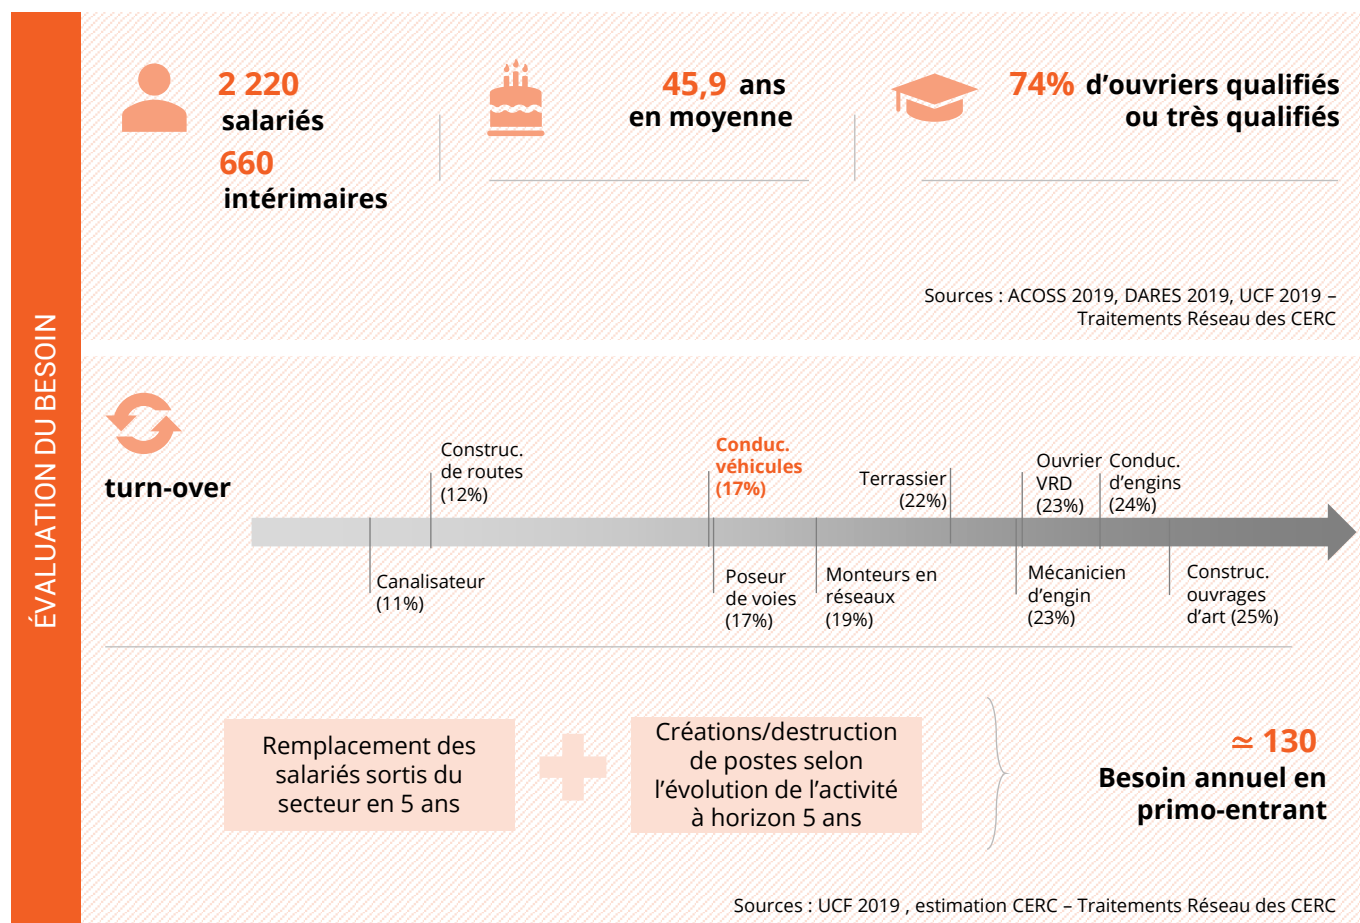 ÉVALUATION DU BESOIN
2 220
salariés
660
intérimaires
45,9 ans
en moyenne
74% d’ouvriers qualifiés
ou très qualifiés
Sources : ACOSS 2019, DARES 2019, UCF 2019 –
Traitements Réseau des CERC
turn-over
Construc.
de routes
(12%)
Conduc.
véhicules
(17%)
Terrassier
(22%)
Ouvrier
VRD
(23%)
Conduc.
d’engins
(24%)
Canalisateur
(11%)
Poseur
de voies
(17%)
Monteurs en
réseaux
(19%)
Mécanicien
d’engin
(23%)
Construc.
ouvrages
d’art (25%)
Remplacement des
salariés sortis du
secteur en 5 ans
Créations/destruction
de postes selon
l’évolution de l’activité
à horizon 5 ans
≃ 130
Besoin annuel en
primo-entrant
Sources : UCF 2019 , estimation CERC – Traitements Réseau des CERC